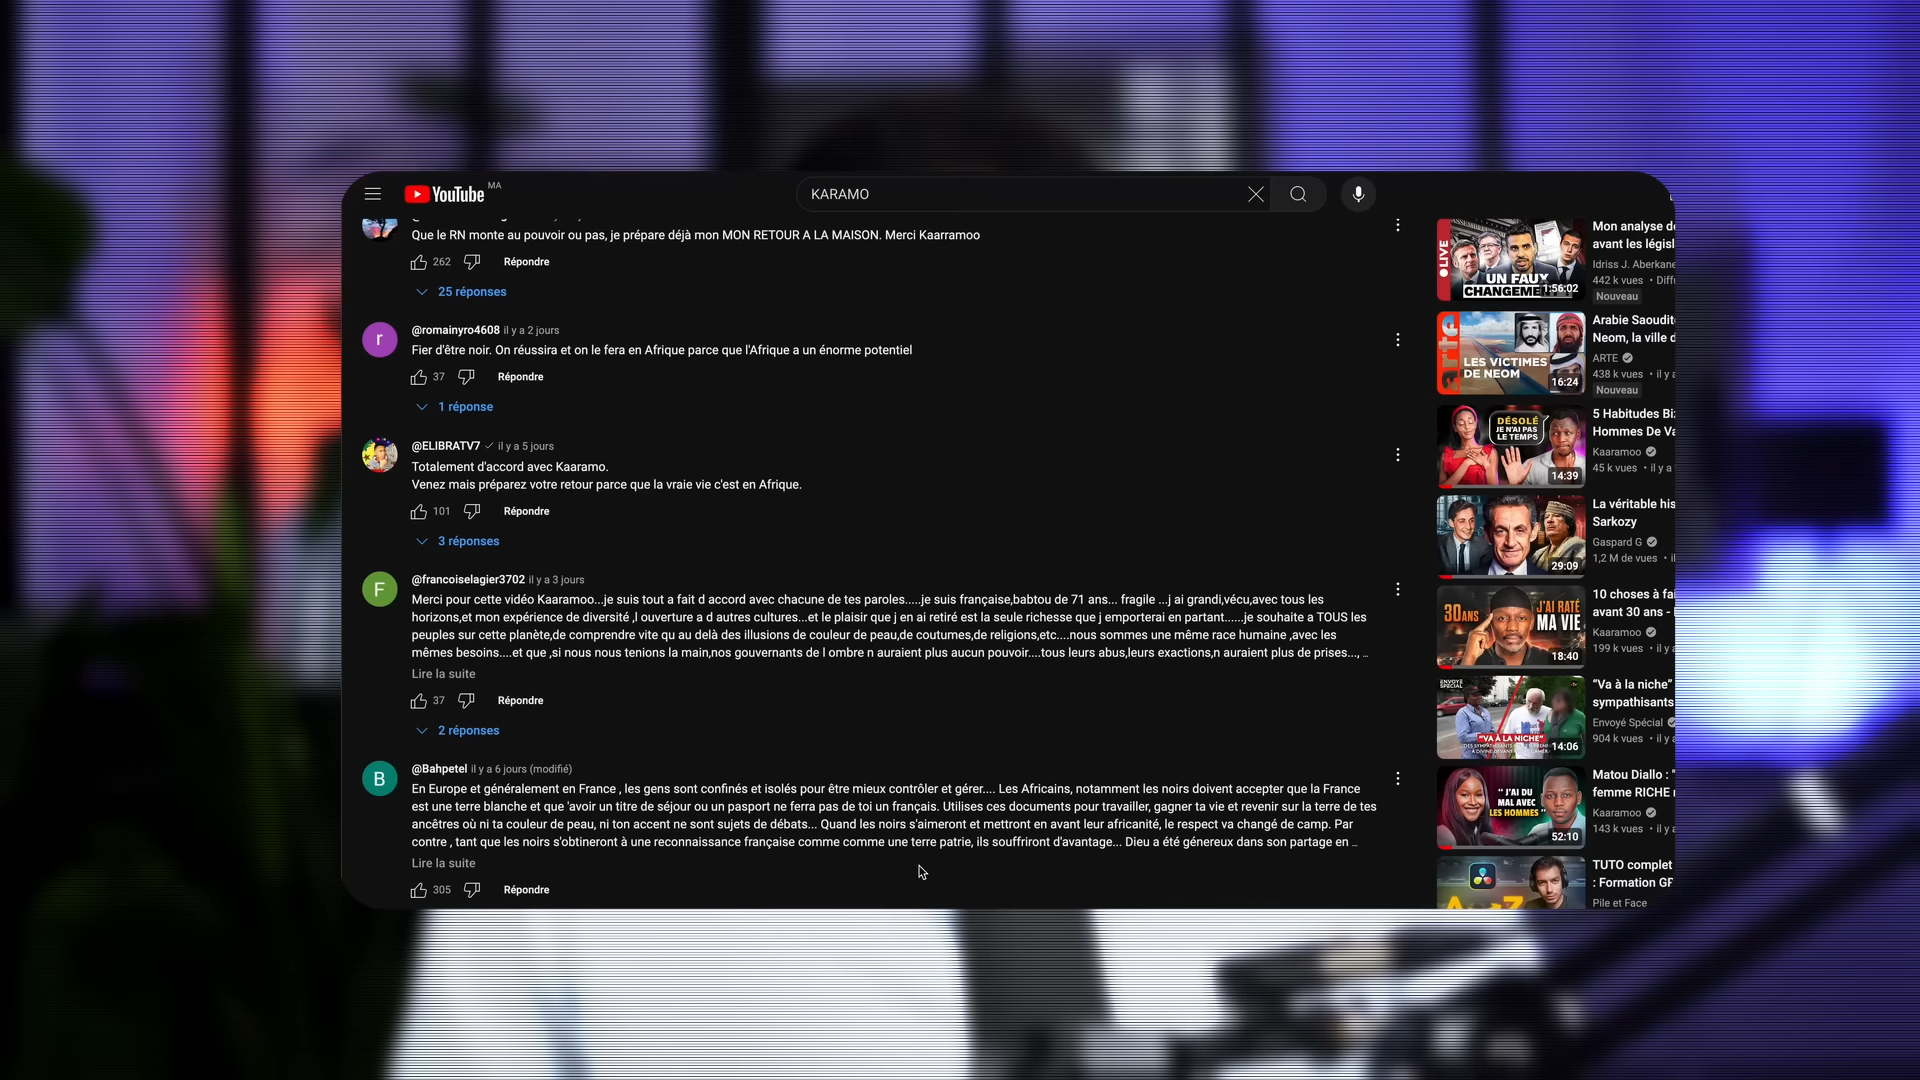 YouTube MA
KARAMO
Que le RN monte au pouvoir ou pas, je prépare déjà mon MON RETOUR A LA MAISON. Merci Kaarramoo
262 Répondre
25 réponses
r
@romainyro4608 il y a 2 jours
Fier d'être noir. On réussira et on le fera en Afrique parce que l'Afrique a un énorme potentiel
37 Répondre
1 réponse
@ELIBRATV7 il y a 5 jours
Totalement d'accord avec Kaaramo.
Venez mais préparez votre retour parce que la vraie vie c'est en Afrique.
101 Répondre
3 réponses
F
@francoiselagier3702 il y a 3 jours
Merci pour cette vidéo Kaaramoo...je suis tout a fait d accord avec chacune de tes paroles.....je suis française,babtou de 71 ans... fragile ...j ai grandi,vécu,avec tous les
horizons,et mon expérience de diversité ,l ouverture a d autres cultures...et le plaisir que j en ai retiré est la seule richesse que j emporterai en partant......je souhaite a TOUS les
peuples sur cette planète,de comprendre vite qu au delà des illusions de couleur de peau,de coutumes,de religions,etc....nous sommes une même race humaine ,avec les
mêmes besoins....et que ,si nous nous tenions la main,nos gouvernants de l ombre n auraient plus aucun pouvoir....tous leurs abus,leurs exactions,n auraient plus de prises..., ...
Lire la suite
37 Répondre
2 réponses
B
@Bahpetel il y a 6 jours (modifié)
En Europe et généralement en France , les gens sont confinés et isolés pour être mieux contrôler et gérer.... Les Africains, notamment les noirs doivent accepter que la France
est une terre blanche et que 'avoir un titre de séjour ou un pasport ne ferra pas de toi un français. Utilises ces documents pour travailler, gagner ta vie et revenir sur la terre de tes
ancêtres où ni ta couleur de peau, ni ton accent ne sont sujets de débats... Quand les noirs s'aimeront et mettront en avant leur africanité, le respect va changé de camp. Par
contre , tant que les noirs s'obtineront à une reconnaissance française comme comme une terre patrie, ils souffriront d'avantage... Dieu a été génereux dans son partage en ...
Lire la suite
305 Répondre
LIVE
UN FAUX
CHANGEME
1:56:02
Mon analyse de
avant les législ
Idriss J. Aberkane
442 k vues • Diff
Nouveau
arte
LES VICTIMES
DE NEOM
16:24
Arabie Saoudite
Neom, la ville d
ARTE
438 k vues • il y a
Nouveau
DÉSOLÉ
JE N'AI PAS
LE TEMPS
14:39
5 Habitudes Biz
Hommes De Va
Kaaramoo
45 k vues • il y a
29:09
La véritable his
Sarkozy
Gaspard G
1,2 M de vues • il
30 ANS
J'AI RATÉ
MA VIE
18:40
10 choses à fai
avant 30 ans -
Kaaramoo
199 k vues • il y a
ENVOYÉ
SPÉCIAL
"VA À LA NICHE"
14:06
"Va à la niche"
sympathisants
Envoyé Spécial
904 k vues • il y a
"J'AI DU
MAL AVEC
LES HOMMES"
52:10
Matou Diallo : "
femme RICHE
Kaaramoo
143 k vues • il y a
TUTO complet
: Formation GR
Pile et Face